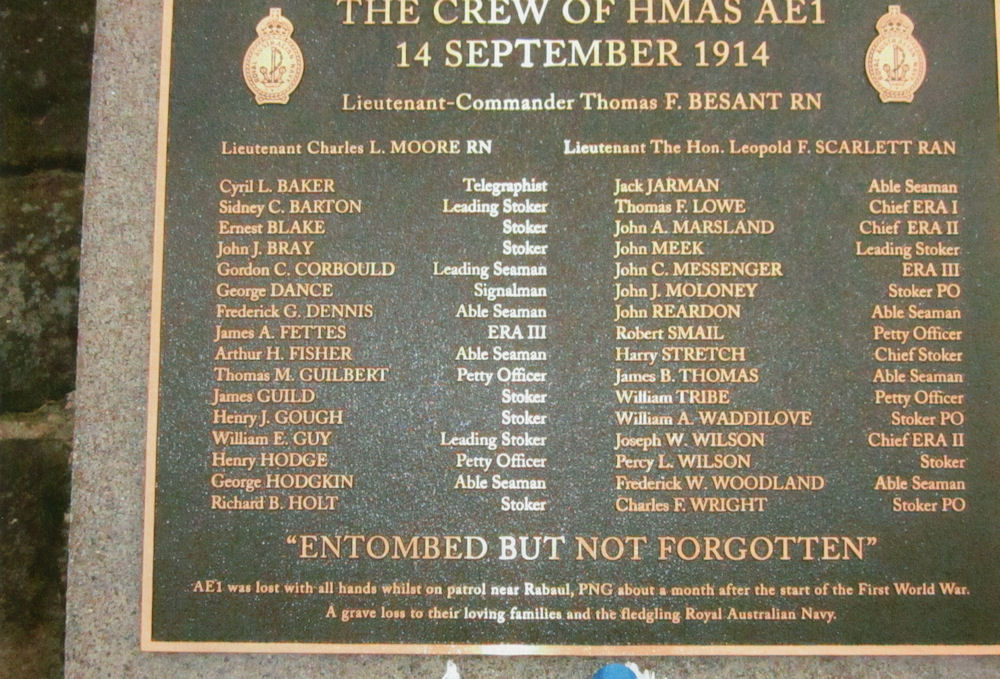 THE CREW OF HMAS AE1
14 SEPTEMBER 1914
Lieutenant-Commander Thomas F. BESANT RN
Lieutenant Charles L. MOORE RN
Lieutenant The Hon. Leopold F. SCARLETT RAN
Cyril L. BAKER Telegraphist
Sidney C. BARTON Leading Stoker
Ernest BLAKE Stoker
John J. BRAY Stoker
Gordon C. CORBOULD Leading Seaman
George DANCE Signalman
Frederick G. DENNIS Able Seaman
James A. FETTES ERA III
Arthur H. FISHER Able Seaman
Thomas M. GUILBERT Petty Officer
James GUILD Stoker
Henry J. GOUGH Stoker
William E. GUY Leading Stoker
Henry HODGE Petty Officer
George HODGKIN Able Seaman
Richard B. HOLT Stoker
Jack JARMAN Able Seaman
Thomas F. LOWE Chief ERA I
John A. MARSLAND Chief ERA II
John MEEK Leading Stoker
John C. MESSENGER ERA III
John J. MOLONEY Stoker PO
John REARDON Able Seaman
Robert SMAIL Petty Officer
Harry STRETCH Chief Stoker
James B. THOMAS Able Seaman
William TRIBE Petty Officer
William A. WADDILOVE Stoker PO
Joseph W. WILSON Chief ERA II
Percy L. WILSON Stoker
Frederick W. WOODLAND Able Seaman
Charles F. WRIGHT Stoker PO
"ENTOMBED BUT NOT FORGOTTEN"
AE1 was lost with all hands whilst on patrol near Rabaul, PNG about a month after the start of the First World War.
A grave loss to their loving families and the fledgling Royal Australian Navy.